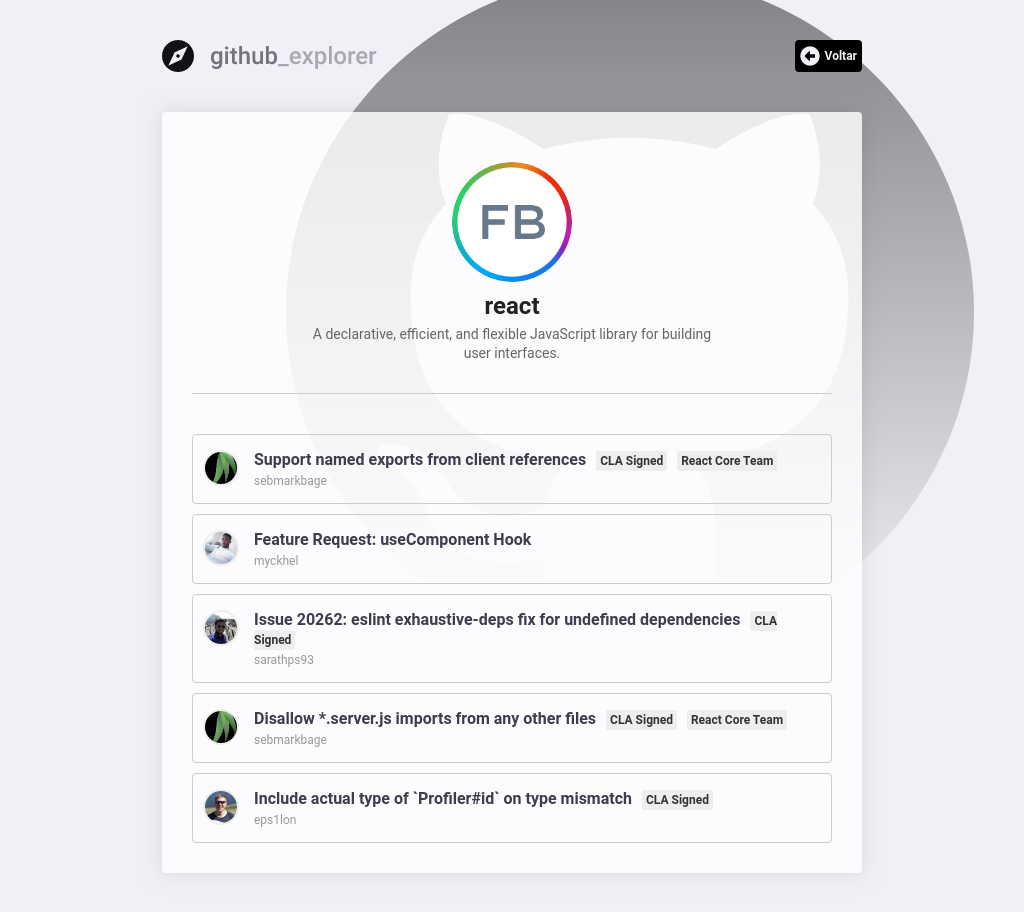 github_explorer
Voltar
FB
react
A declarative, efficient, and flexible JavaScript library for building
user interfaces.
Support named exports from client references CLA Signed React Core Team
sebmarkbage
Feature Request: useComponent Hook
myckhel
Issue 20262: eslint exhaustive-deps fix for undefined dependencies CLA
Signed
sarathps93
Disallow *.server.js imports from any other files CLA Signed React Core Team
sebmarkbage
Include actual type of `Profiler#id` on type mismatch CLA Signed
eps1lon